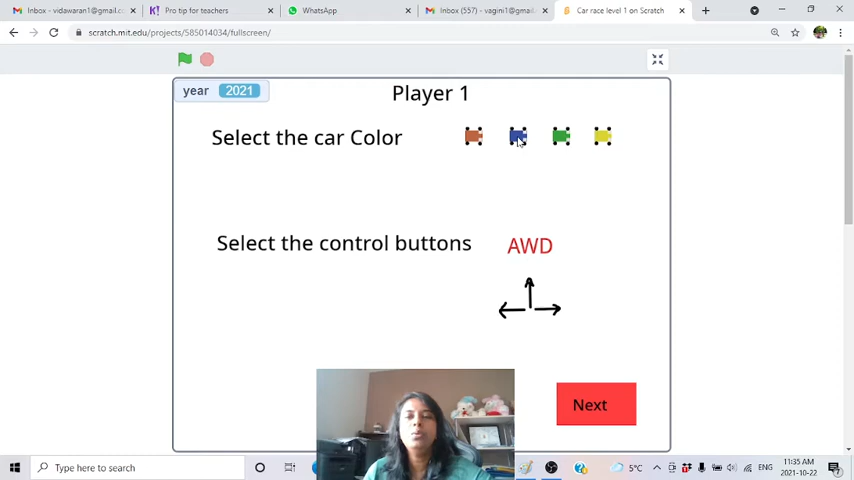 Inbox - vidawaran1@gmail.c
Pro tip for teachers
WhatsApp
Inbox (557) - vagini1@gmail.
Car race level 1 on Scratch
scratch.mit.edu/projects/585014034/fullscreen/
year 2021
Player 1
Select the car Color
Select the control buttons
AWD
Next
Type here to search
5°C
ENG
11:35 AM
2021-10-22